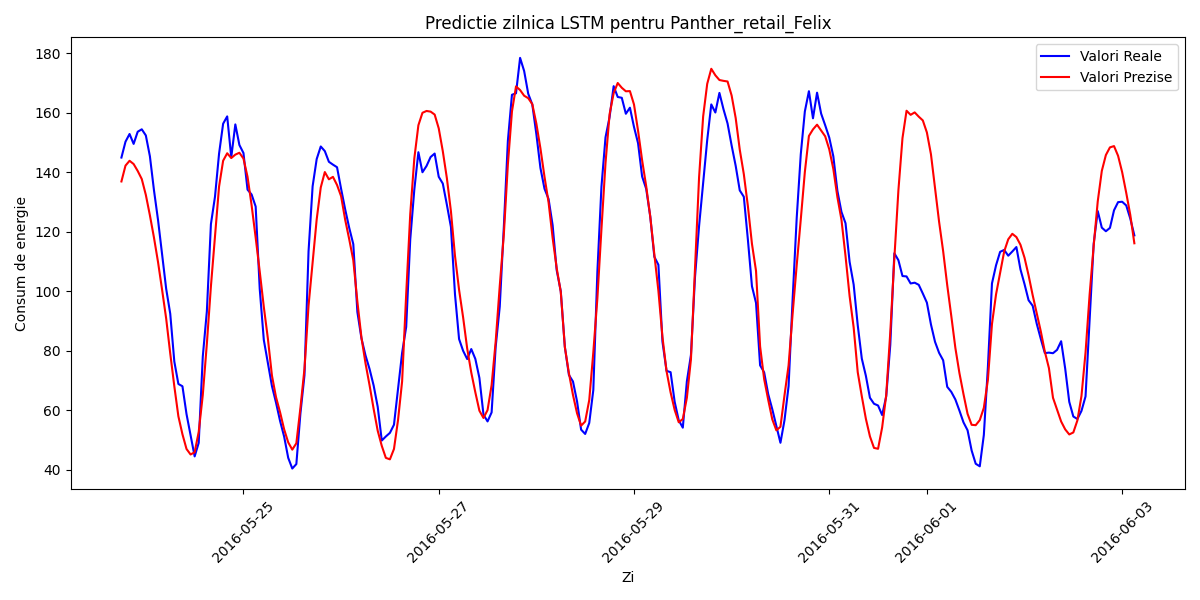 Predictie zilnica LSTM pentru Panther_retail_Felix
Valori Reale
Valori Prezise
Consum de energie
180
160
140
120
100
80
60
40
2016-05-25
2016-05-27
2016-05-29
2016-05-31
2016-06-01
2016-06-03
Zi